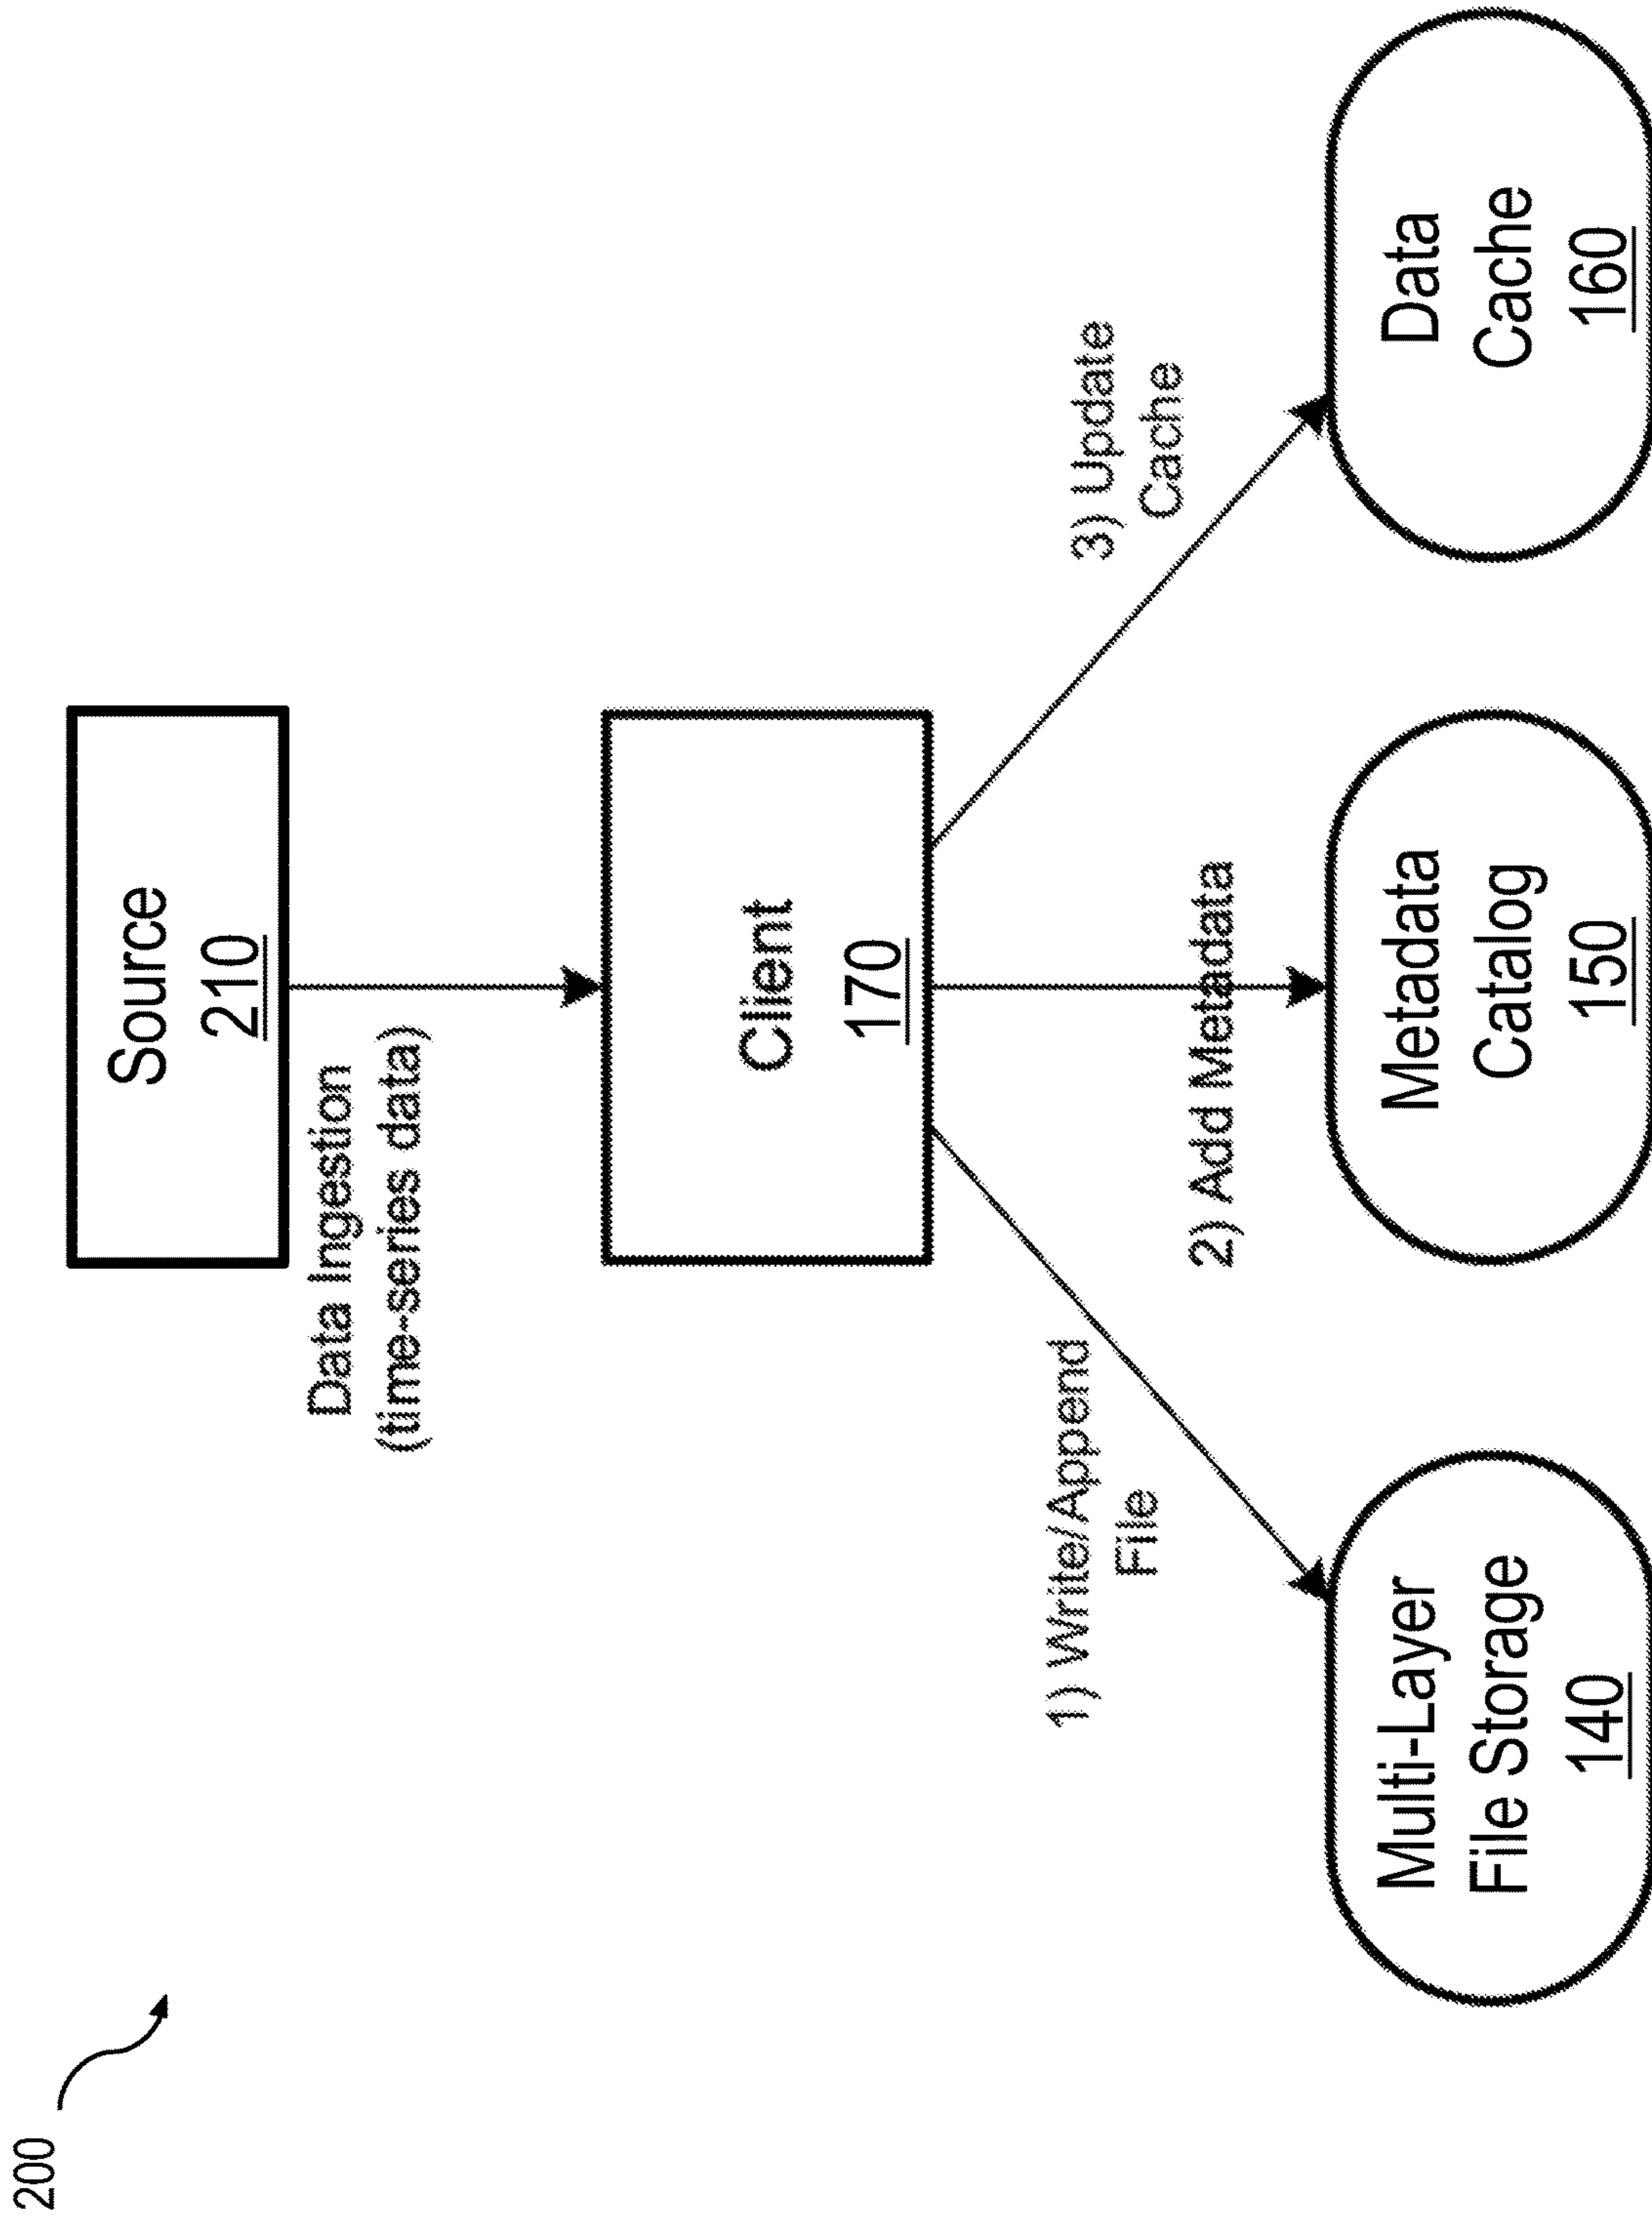 200
Source
210
Data Ingestion
(time-series data)
Client
170
1) Write/Append
File
2) Add Metadata
3) Update
Cache
Multi-Layer
File Storage
140
Metadata
Catalog
150
Data
Cache
160